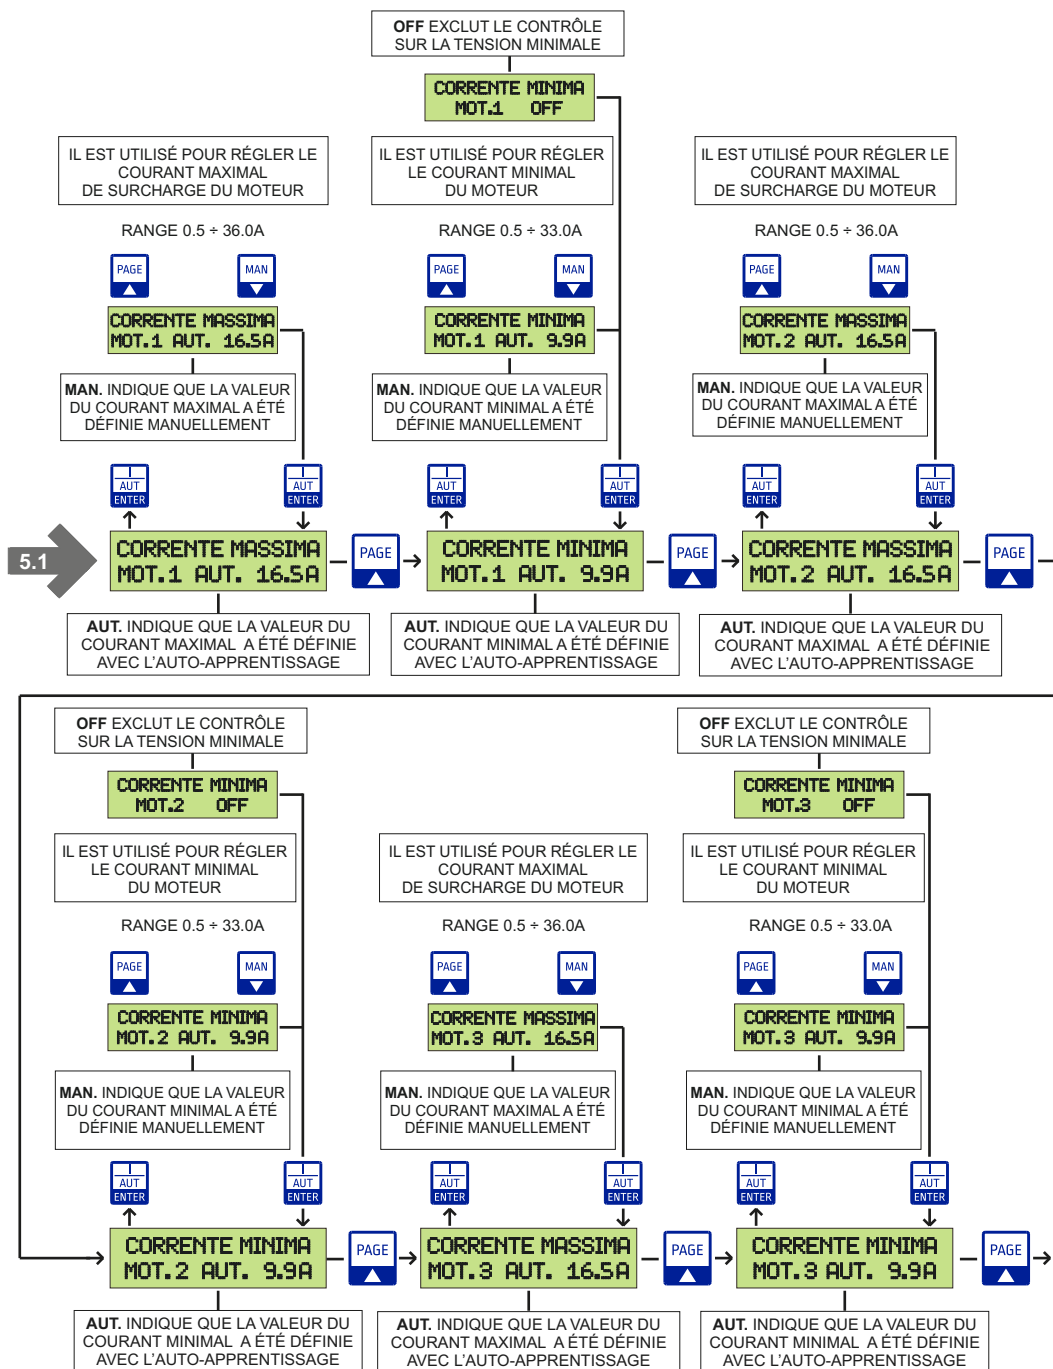 OFF EXCLUT LE CONTRÔLE
SUR LA TENSION MINIMALE
CORRENTE MINIMA
MOT.1 OFF
IL EST UTILISÉ POUR RÉGLER LE
COURANT MAXIMAL
DE SURCHARGE DU MOTEUR
RANGE 0.5 ÷ 36.0A
PAGE
MAN
CORRENTE MASSIMA
MOT.1 AUT. 16.5A
MAN. INDIQUE QUE LA VALEUR
DU COURANT MAXIMAL A ÉTÉ
DÉFINIE MANUELLEMENT
AUT
ENTER
AUT
ENTER
IL EST UTILISÉ POUR RÉGLER
LE COURANT MINIMAL
DU MOTEUR
RANGE 0.5 ÷ 33.0A
PAGE
MAN
CORRENTE MINIMA
MOT.1 AUT. 9.9A
MAN. INDIQUE QUE LA VALEUR
DU COURANT MINIMAL A ÉTÉ
DÉFINIE MANUELLEMENT
AUT
ENTER
AUT
ENTER
IL EST UTILISÉ POUR RÉGLER LE
COURANT MAXIMAL
DE SURCHARGE DU MOTEUR
RANGE 0.5 ÷ 36.0A
PAGE
MAN
CORRENTE MASSIMA
MOT.2 AUT. 16.5A
MAN. INDIQUE QUE LA VALEUR
DU COURANT MAXIMAL A ÉTÉ
DÉFINIE MANUELLEMENT
AUT
ENTER
AUT
ENTER
5.1
CORRENTE MASSIMA
MOT.1 AUT. 16.5A
PAGE
CORRENTE MINIMA
MOT.1 AUT. 9.9A
PAGE
CORRENTE MASSIMA
MOT.2 AUT. 16.5A
PAGE
AUT. INDIQUE QUE LA VALEUR DU
COURANT MAXIMAL A ÉTÉ DÉFINIE
AVEC L'AUTO-APPRENTISSAGE
AUT. INDIQUE QUE LA VALEUR DU
COURANT MINIMAL A ÉTÉ DÉFINIE
AVEC L'AUTO-APPRENTISSAGE
AUT. INDIQUE QUE LA VALEUR DU
COURANT MAXIMAL A ÉTÉ DÉFINIE
AVEC L'AUTO-APPRENTISSAGE
OFF EXCLUT LE CONTRÔLE
SUR LA TENSION MINIMALE
CORRENTE MINIMA
MOT.2 OFF
IL EST UTILISÉ POUR RÉGLER
LE COURANT MINIMAL
DU MOTEUR
RANGE 0.5 ÷ 33.0A
PAGE
MAN
CORRENTE MINIMA
MOT.2 AUT. 9.9A
MAN. INDIQUE QUE LA VALEUR
DU COURANT MINIMAL A ÉTÉ
DÉFINIE MANUELLEMENT
AUT
ENTER
AUT
ENTER
IL EST UTILISÉ POUR RÉGLER LE
COURANT MAXIMAL
DE SURCHARGE DU MOTEUR
RANGE 0.5 ÷ 36.0A
PAGE
MAN
CORRENTE MASSIMA
MOT.3 AUT. 16.5A
MAN. INDIQUE QUE LA VALEUR
DU COURANT MAXIMAL A ÉTÉ
DÉFINIE MANUELLEMENT
AUT
ENTER
AUT
ENTER
OFF EXCLUT LE CONTRÔLE
SUR LA TENSION MINIMALE
CORRENTE MINIMA
MOT.3 OFF
IL EST UTILISÉ POUR RÉGLER
LE COURANT MINIMAL
DU MOTEUR
RANGE 0.5 ÷ 33.0A
PAGE
MAN
CORRENTE MINIMA
MOT.3 AUT. 9.9A
MAN. INDIQUE QUE LA VALEUR
DU COURANT MINIMAL A ÉTÉ
DÉFINIE MANUELLEMENT
AUT
ENTER
AUT
ENTER
CORRENTE MINIMA
MOT.2 AUT. 9.9A
PAGE
CORRENTE MASSIMA
MOT.3 AUT. 16.5A
PAGE
CORRENTE MINIMA
MOT.3 AUT. 9.9A
PAGE
AUT. INDIQUE QUE LA VALEUR DU
COURANT MINIMAL A ÉTÉ DÉFINIE
AVEC L'AUTO-APPRENTISSAGE
AUT. INDIQUE QUE LA VALEUR DU
COURANT MAXIMAL A ÉTÉ DÉFINIE
AVEC L'AUTO-APPRENTISSAGE
AUT. INDIQUE QUE LA VALEUR DU
COURANT MINIMAL A ÉTÉ DÉFINIE
AVEC L'AUTO-APPRENTISSAGE